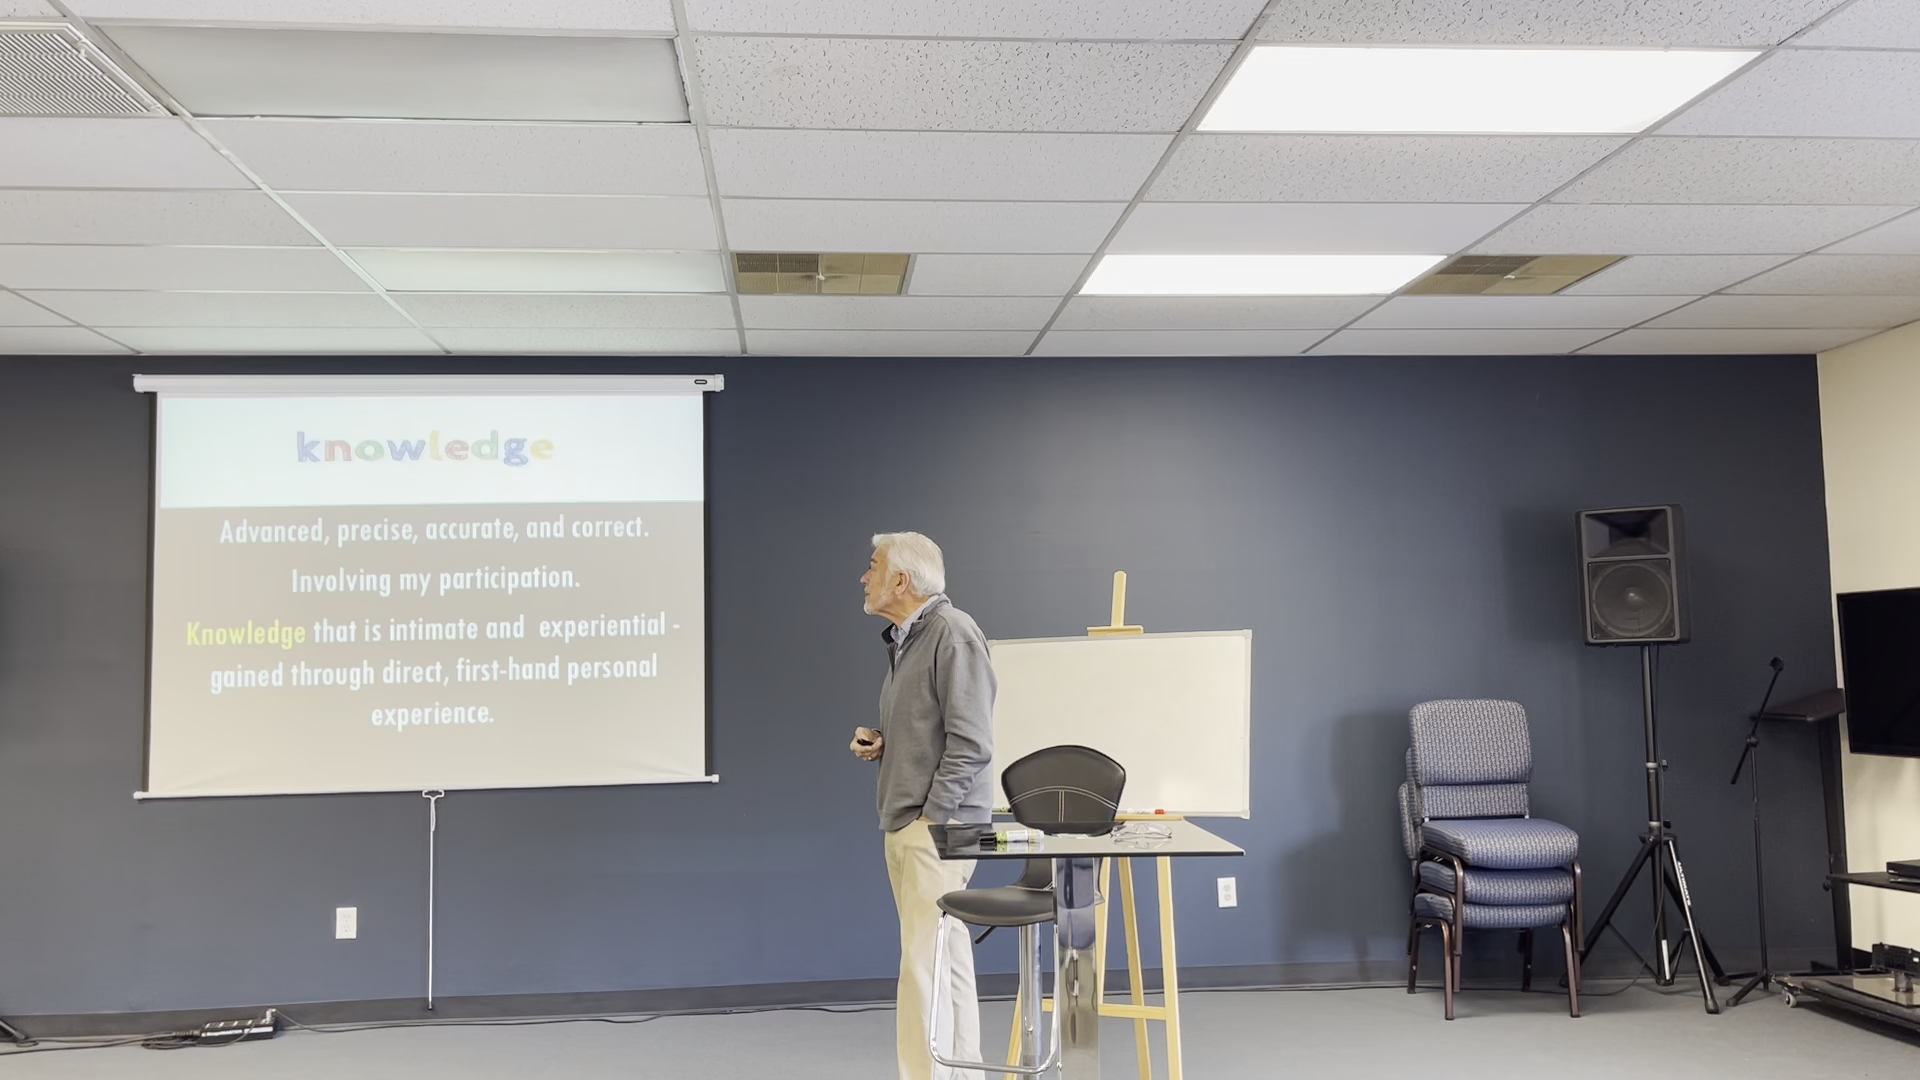 knowledge
Advanced, precise, accurate, and correct.
Involving my participation.
Knowledge that is intimate and experiential -
gained through direct, first-hand personal
experience.